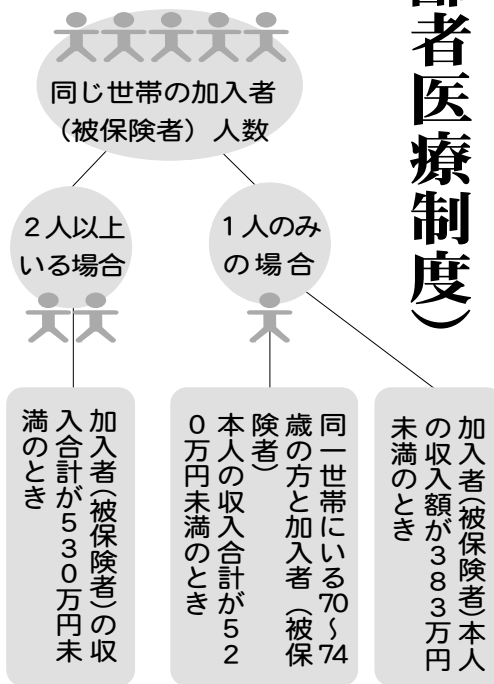 者医療制度）
同じ世帯の加入者
（被保険者）人数
２人以上
いる場合
１人のみ
の場合
加入者（被保険者）の収
入合計が５３０万円未
満のとき
同一世帯にいる70～74
歳の方と加入者（被保
険者）
本人の収入合計が５２
０万円未満のとき
加入者（被保険者）本人
の収入額が３８３万円
未満のとき